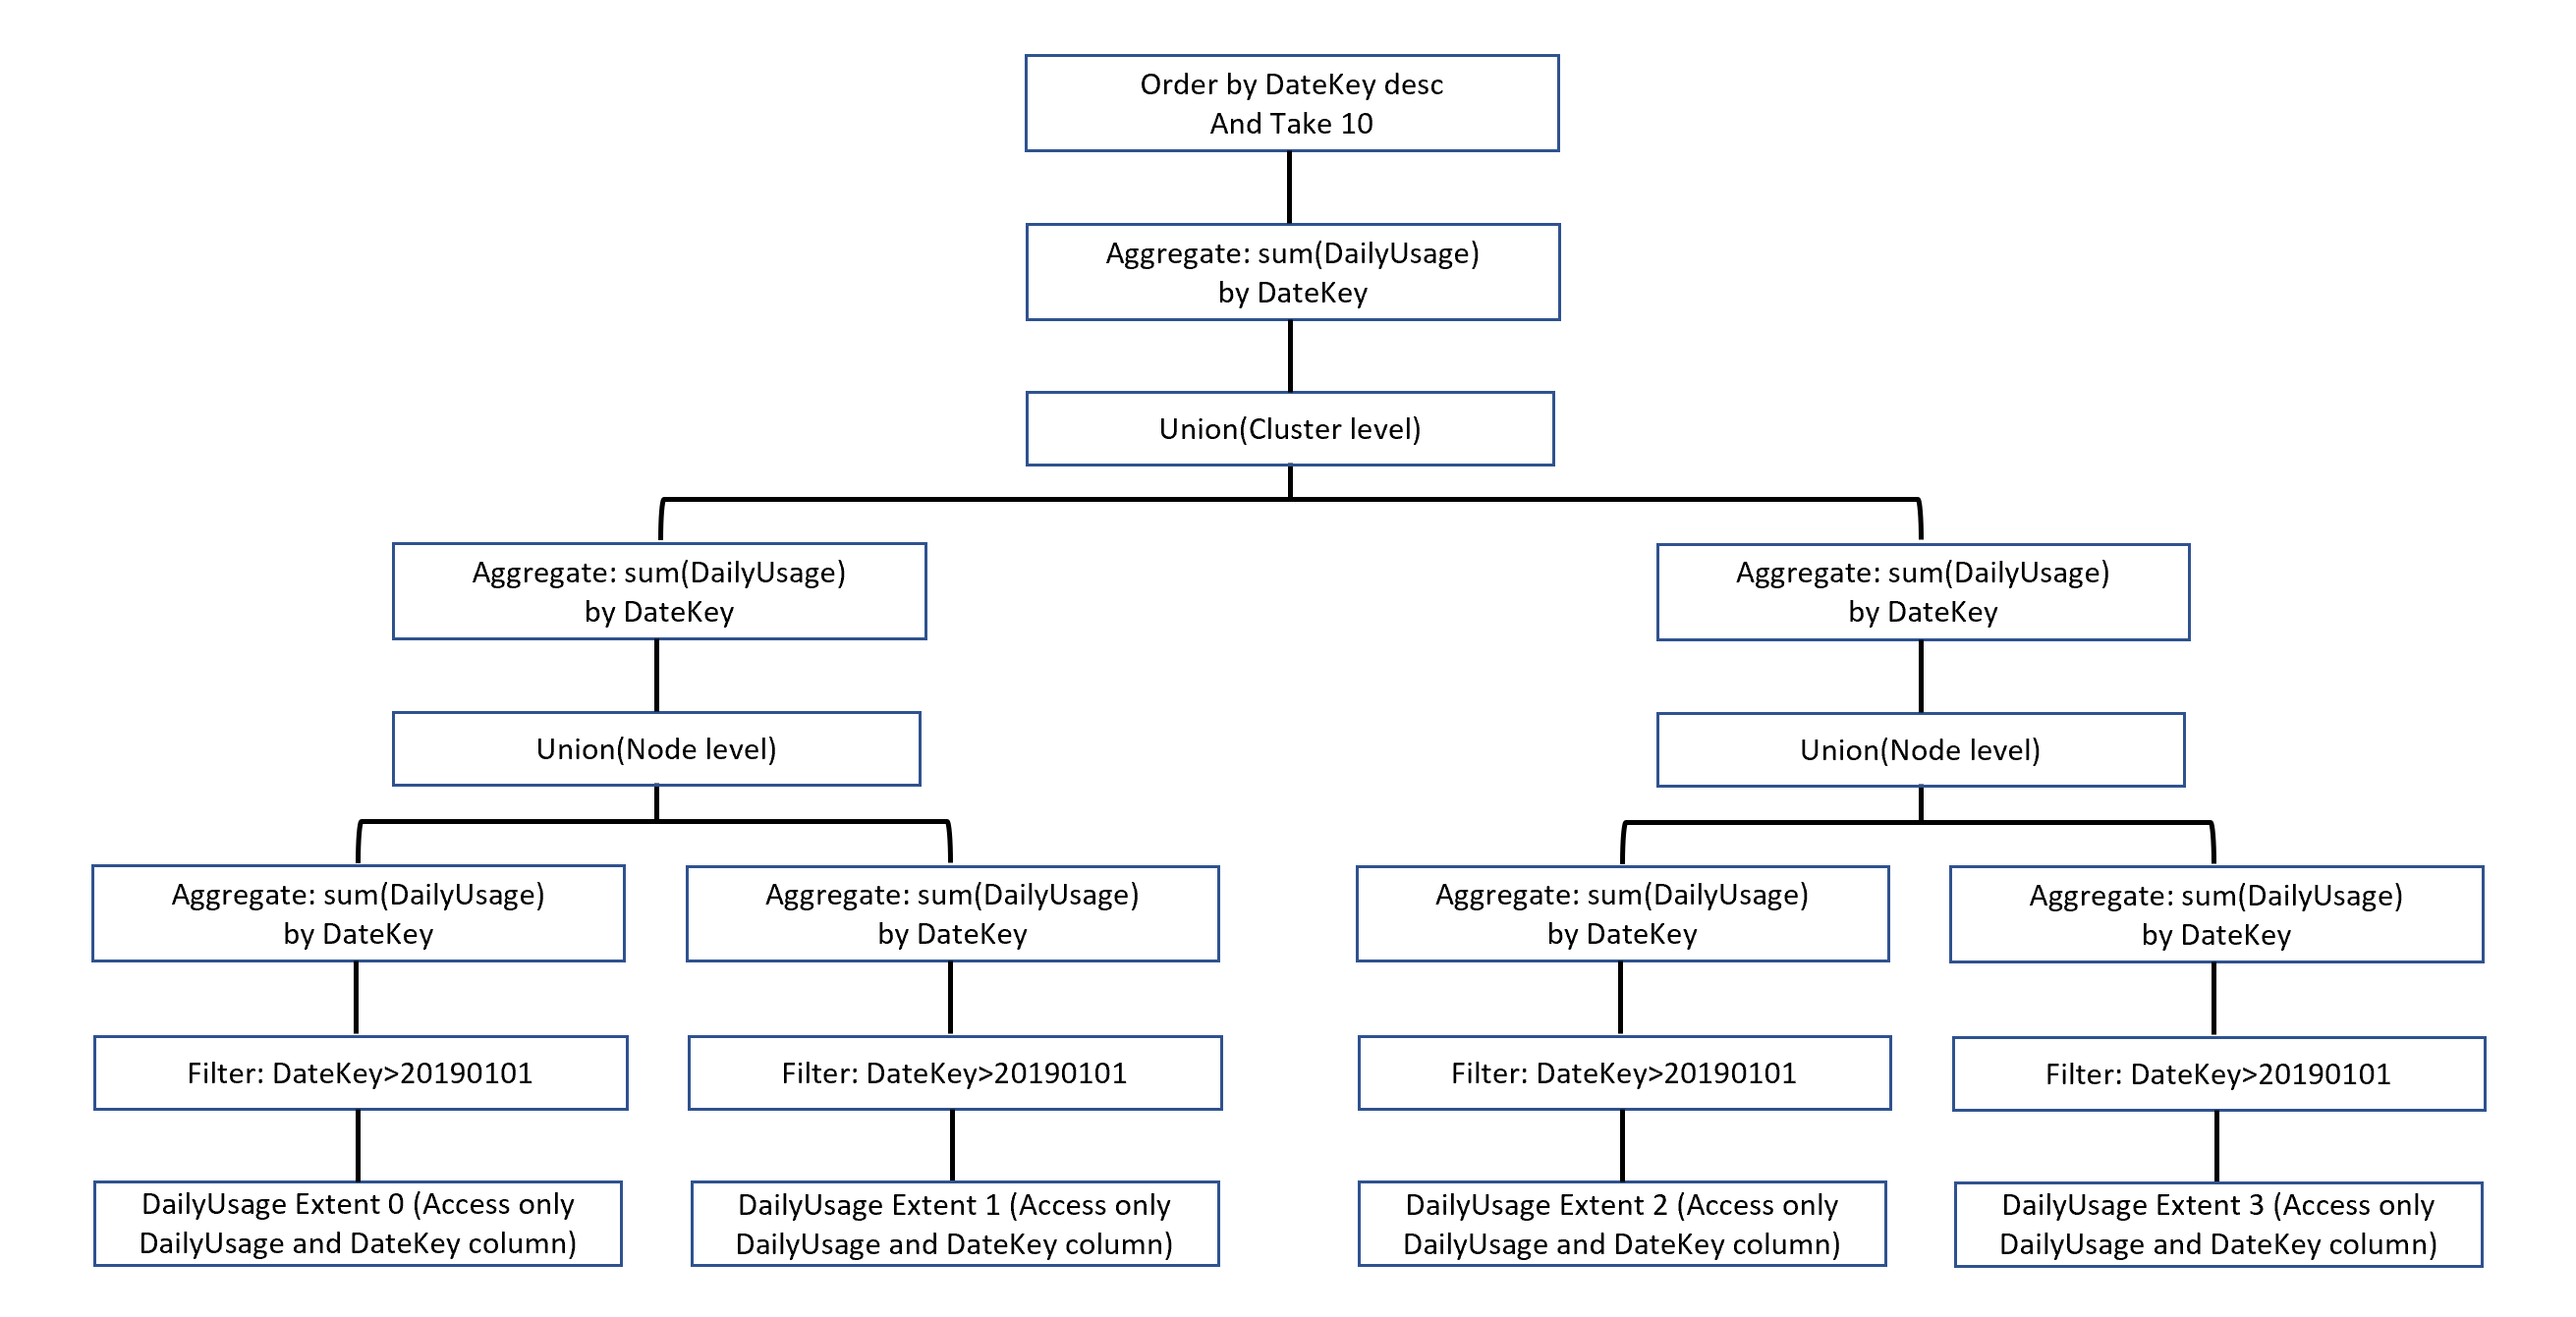 Order by DateKey desc
And Take 10
Aggregate: sum(DailyUsage)
by DateKey
Union(Cluster level)
Aggregate: sum(DailyUsage)
by DateKey
Aggregate: sum(DailyUsage)
by DateKey
Union(Node level)
Union(Node level)
Aggregate: sum(DailyUsage)
by DateKey
Aggregate: sum(DailyUsage)
by DateKey
Aggregate: sum(DailyUsage)
by DateKey
Aggregate: sum(DailyUsage)
by DateKey
Filter: DateKey>20190101
Filter: DateKey>20190101
Filter: DateKey>20190101
Filter: DateKey>20190101
DailyUsage Extent 0 (Access only
DailyUsage and DateKey column)
DailyUsage Extent 1 (Access only
DailyUsage and DateKey column)
DailyUsage Extent 2 (Access only
DailyUsage and DateKey column)
DailyUsage Extent 3 (Access only
DailyUsage and DateKey column)